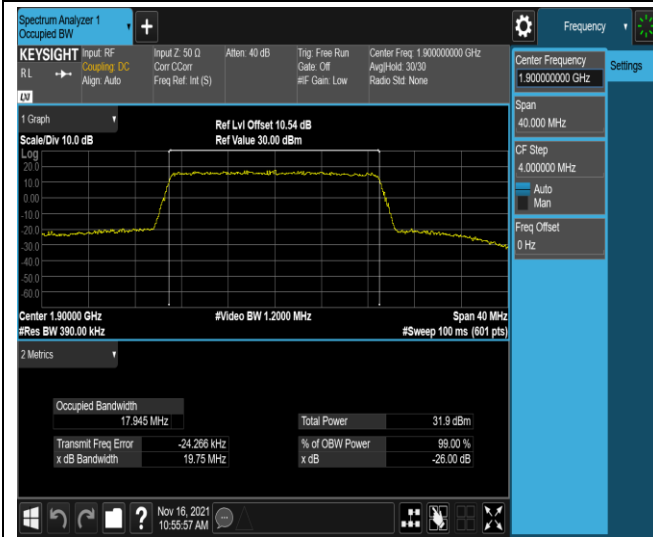 Spectrum Analyzer 1
Occupied BW
Frequency
KEYSIGHT
RL
Input: RF
Coupling: DC
Align: Auto
Input Z: 50 Ω
Corr CCorr
Freq Ref: Int (S)
Atten: 40 dB
Trig: Free Run
Gate: Off
#IF Gain: Low
Center Freq: 1.900000000 GHz
Avg|Hold: 30/30
Radio Std: None
1 Graph
Scale/Div 10.0 dB
Ref Lvl Offset 10.54 dB
Ref Value 30.00 dBm
Log
20.0
10.0
0.00
-10.0
-20.0
-30.0
-40.0
-50.0
-60.0
Center 1.90000 GHz
#Res BW 390.00 kHz
#Video BW 1.2000 MHz
Span 40 MHz
#Sweep 100 ms (601 pts)
2 Metrics
Occupied Bandwidth
17.945 MHz
Total Power 31.9 dBm
Transmit Freq Error -24.266 kHz
% of OBW Power 99.00 %
x dB Bandwidth 19.75 MHz
x dB -26.00 dB
Nov 16, 2021
10:55:57 AM
Center Frequency
1.900000000 GHz
Settings
Span
40.000 MHz
CF Step
4.000000 MHz
Auto
Man
Freq Offset
0 Hz